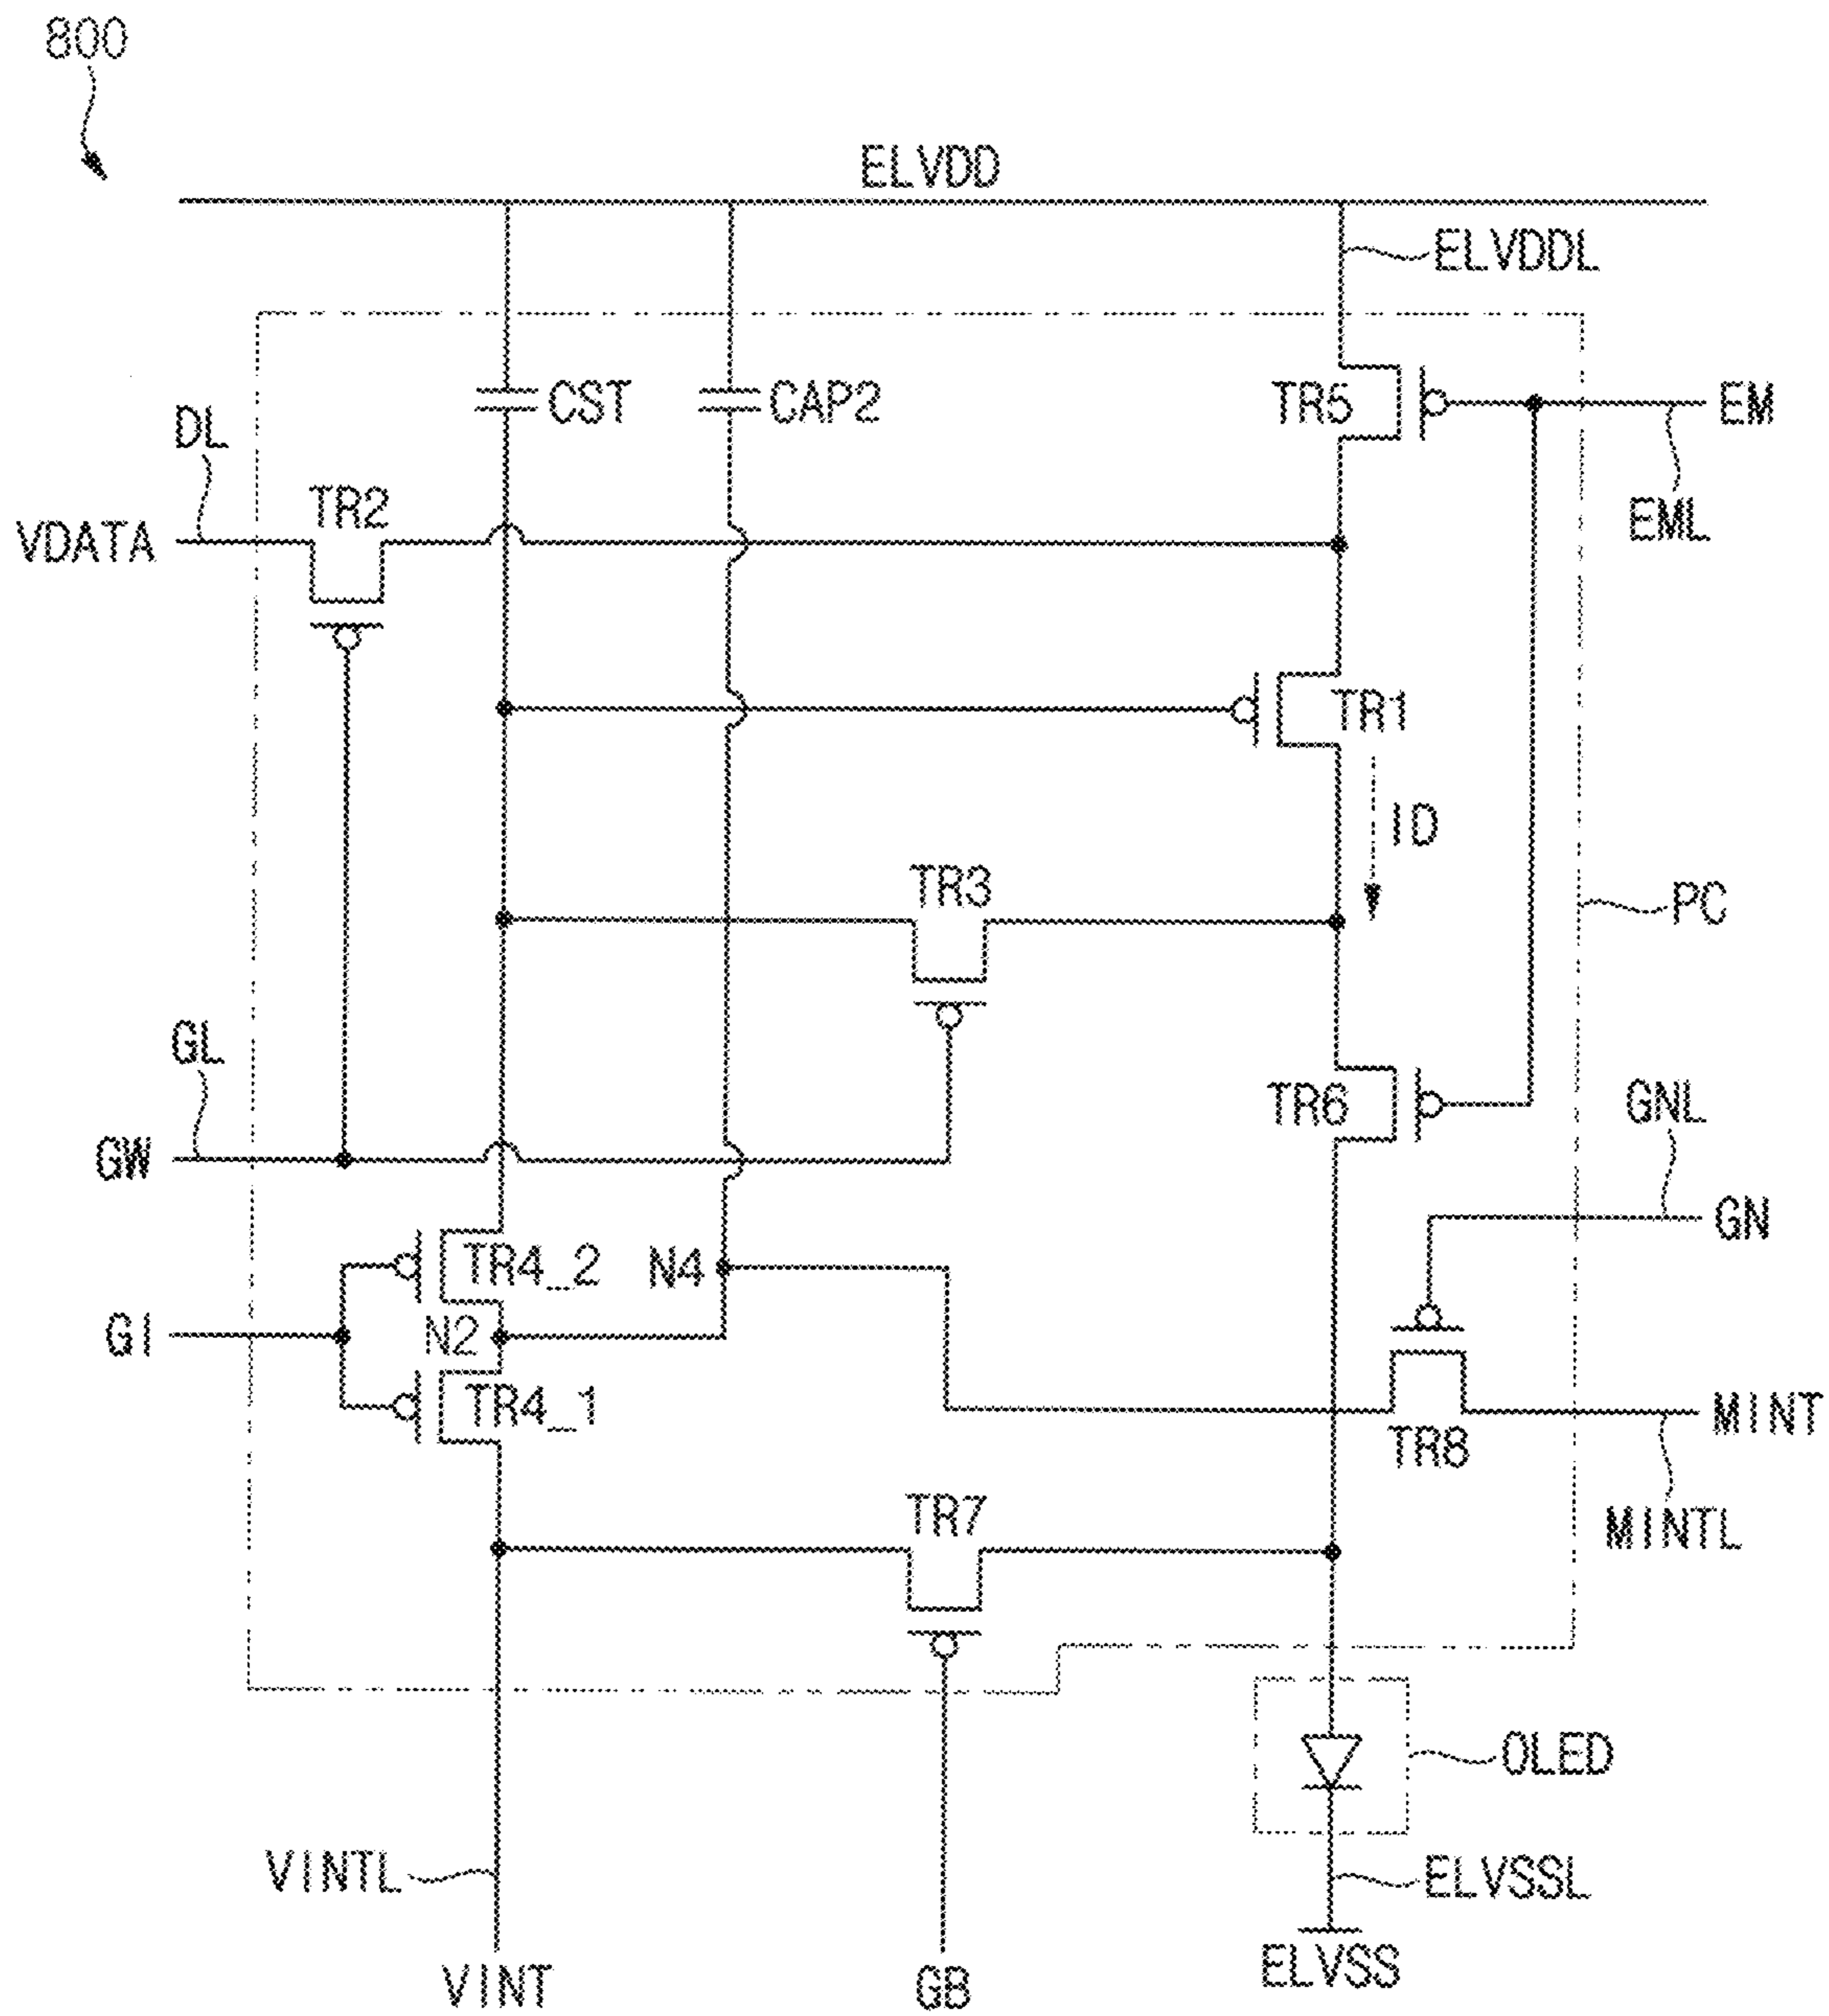 800
ELVDD
ELVDDL
CST
CAP2
TR5
EM
DL
TR2
EML
VDATA
TR1
ID
TR3
PC
GL
TR6
GNL
GW
GN
TR4_2
N4
GI
N2
TR4_1
MINT
TR8
TR7
MINTL
OLED
VINTL
ELVSSL
VINT
GB
ELVSS